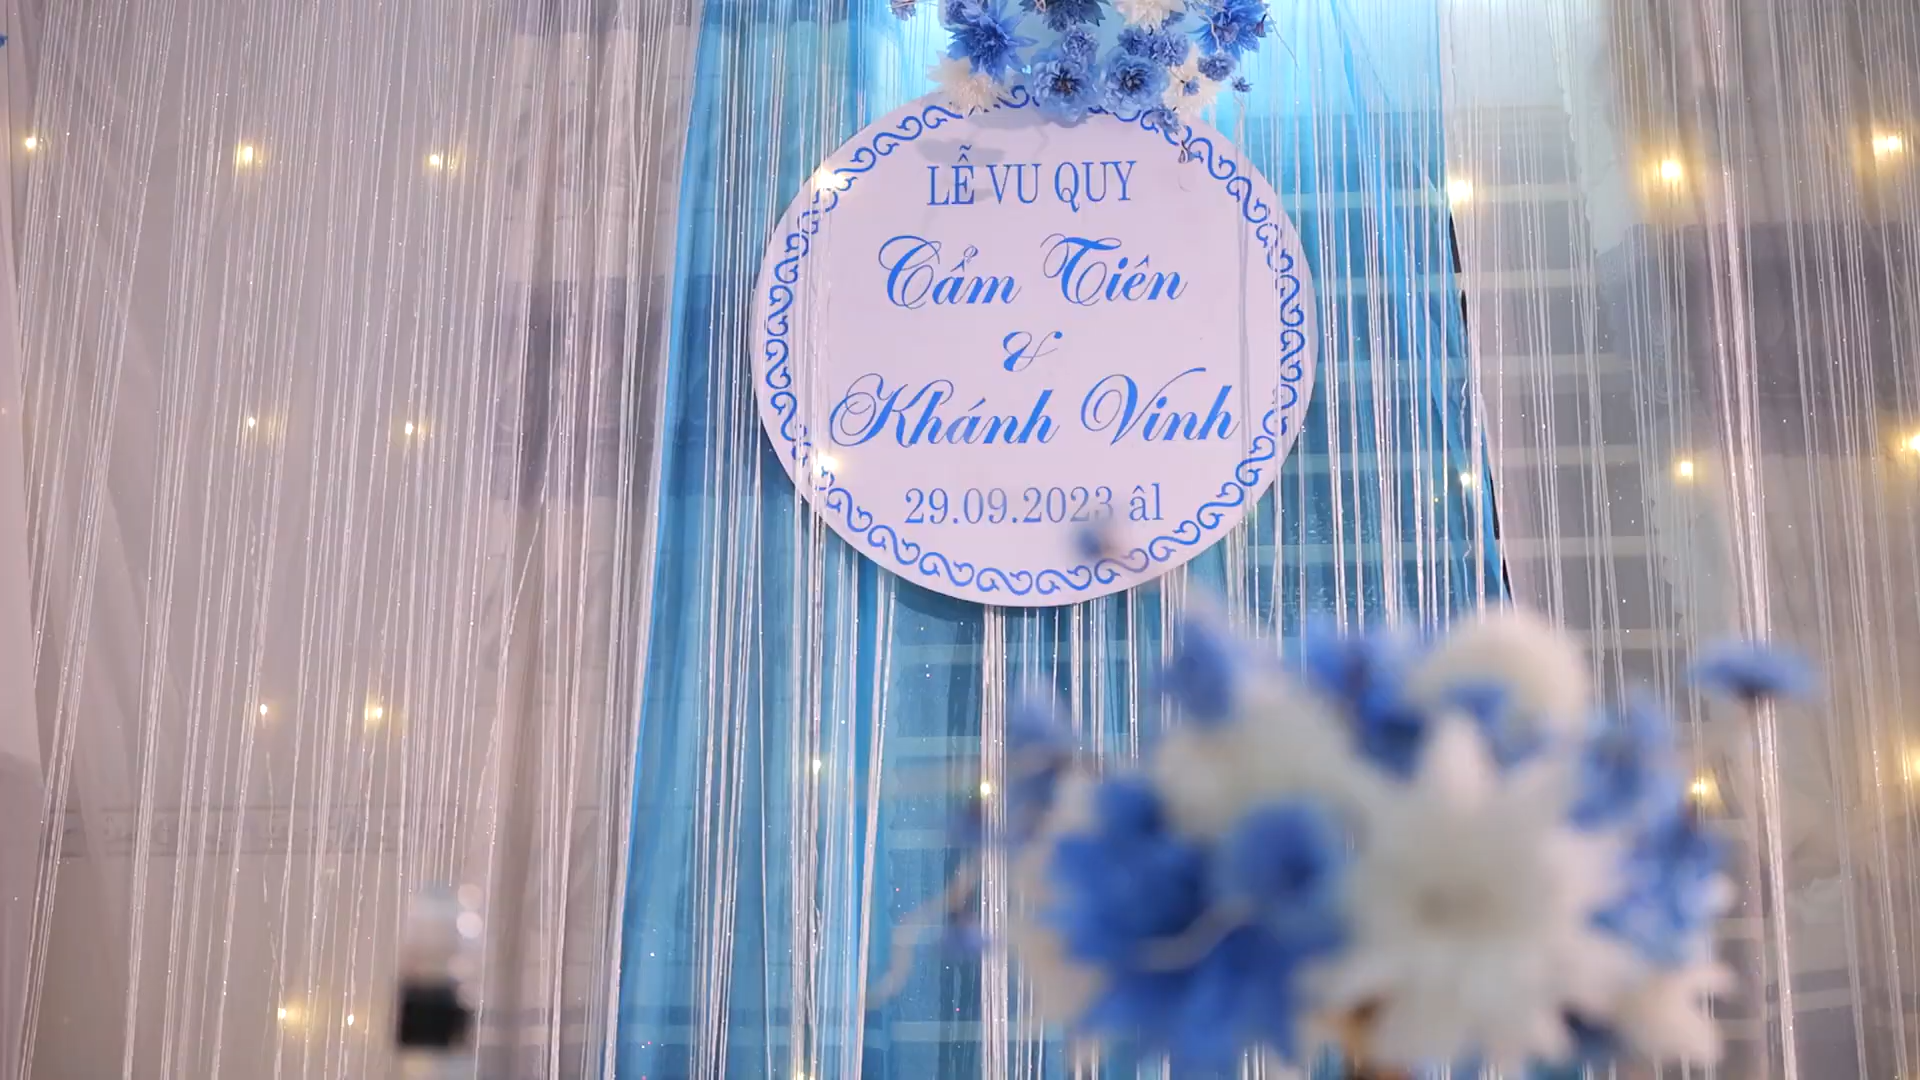 LỄ VU QUY
Cẩm Tiên
&
Khánh Vinh
29.09.2023 âl